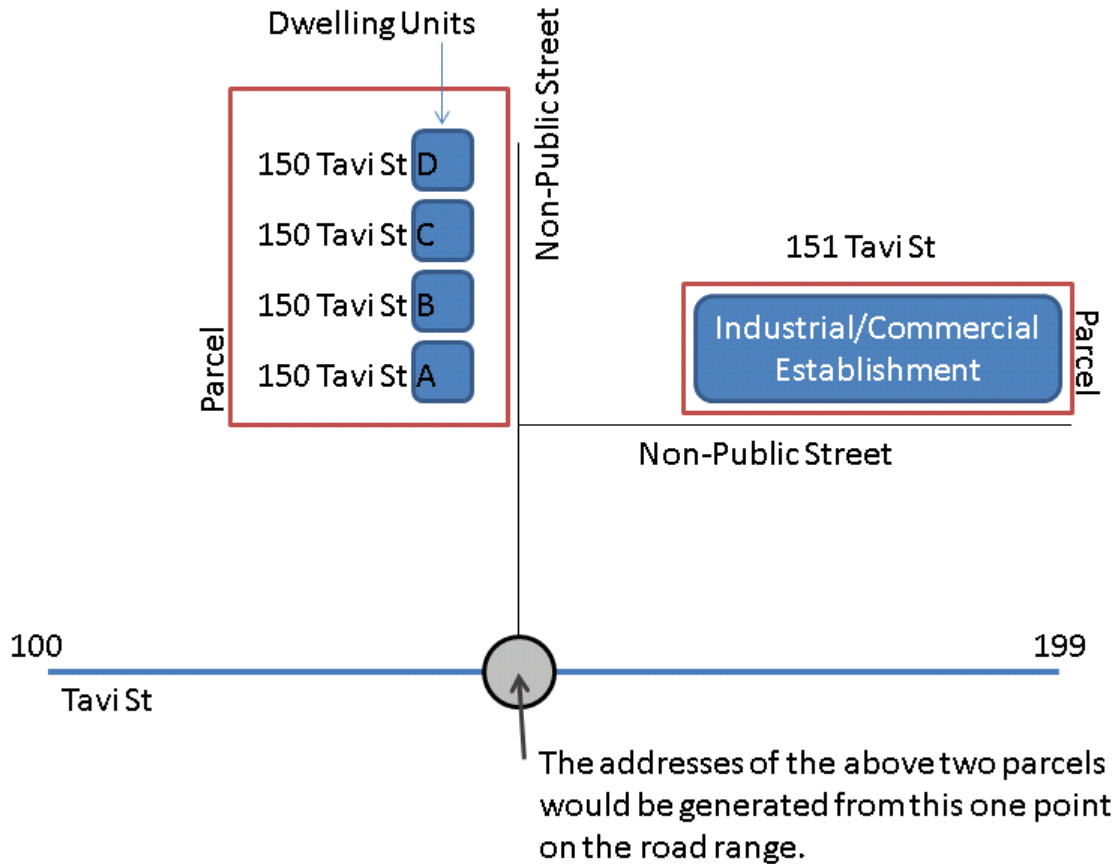 Dwelling Units
Non-Public Street
150 Tavi St D
150 Tavi St C
150 Tavi St B
150 Tavi St A
Parcel
151 Tavi St
Industrial/Commercial
Establishment
Parcel
Non-Public Street
100
199
Tavi St
The addresses of the above two parcels
would be generated from this one point
on the road range.